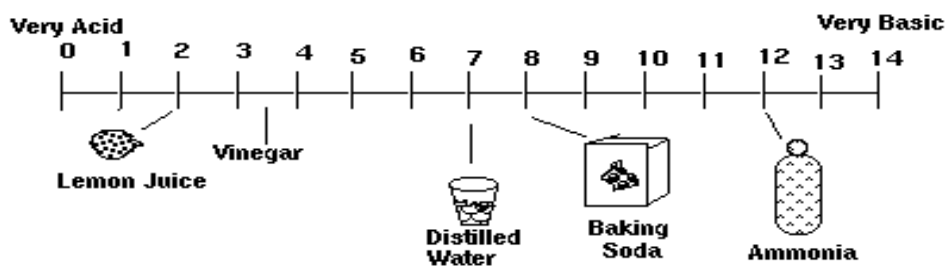 Very Acid
Very Basic
0 1 2 3 4 5 6 7 8 9 10 11 12 13 14
Lemon Juice
Vinegar
Distilled
Water
Baking
Soda
Ammonia